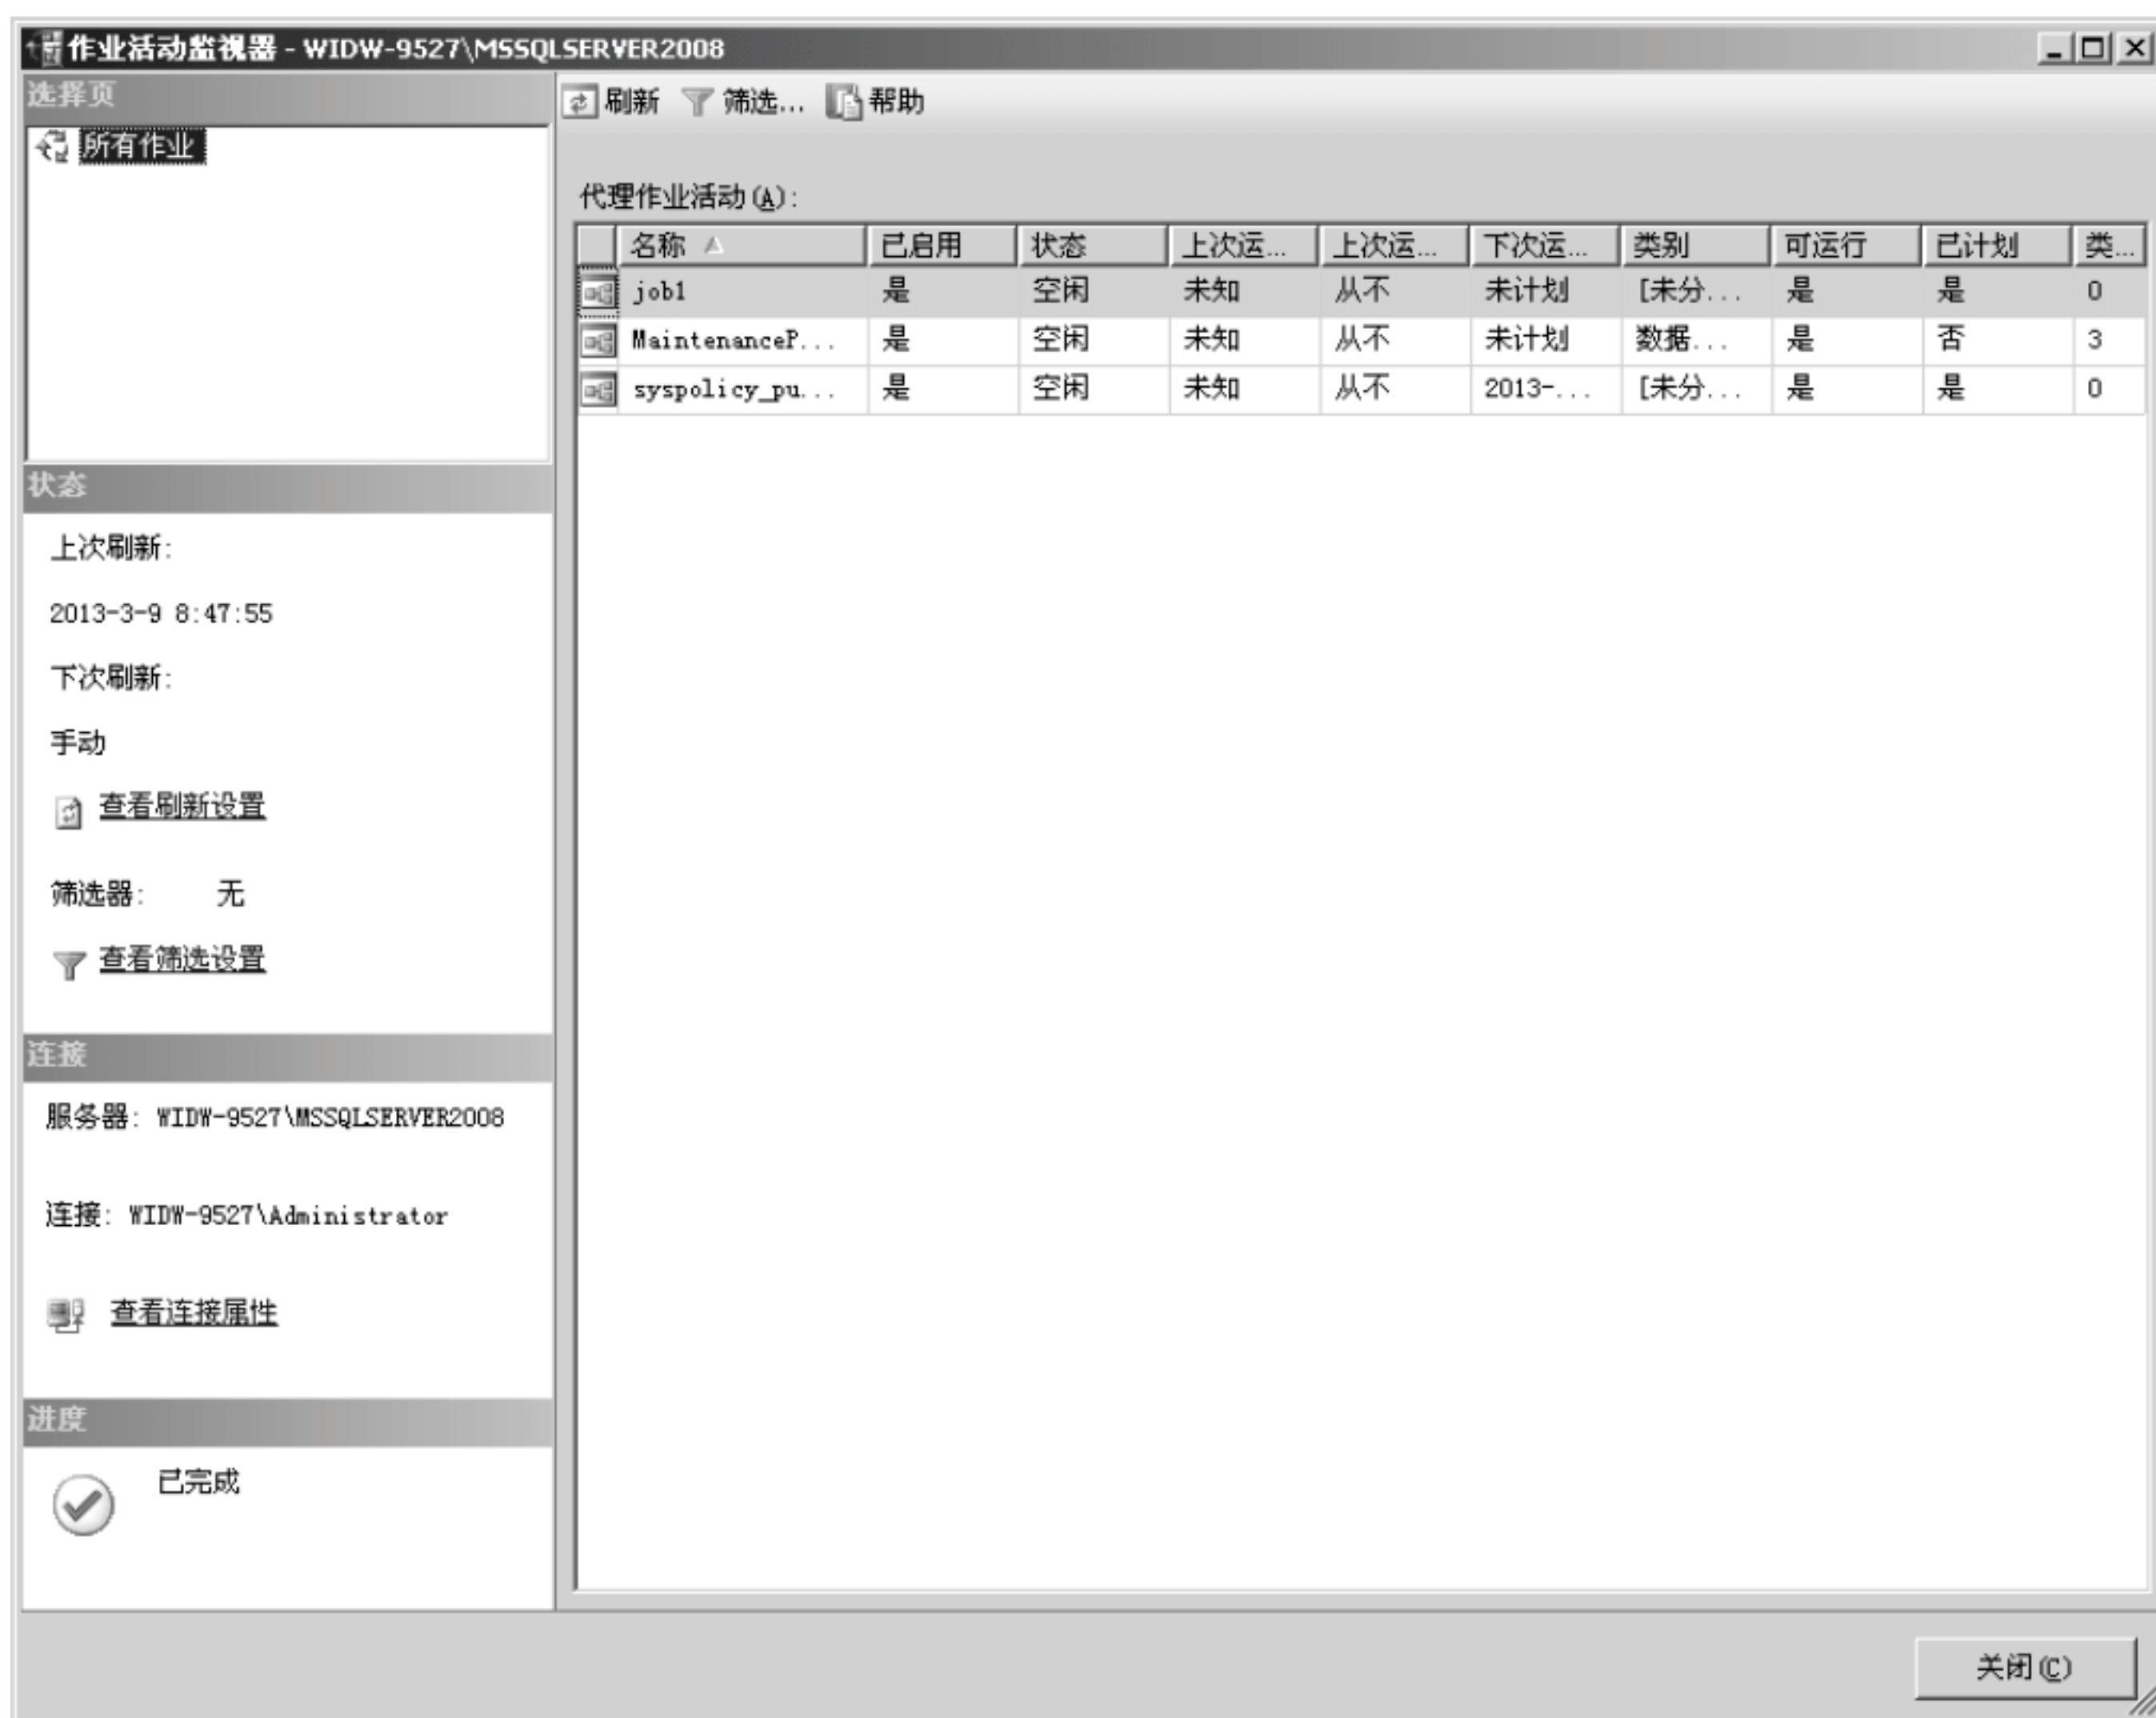 作业活动监视器 - WIDW-9527\MSSQLSERVER2008
选择页
所有作业
刷新 筛选... 帮助
代理作业活动(A):
名称 已启用 状态 上次运... 上次运... 下次运... 类别 可运行 已计划 类...
job1 是 空闲 未知 从不 未计划 [未分... 是 是 0
MaintenanceP... 是 空闲 未知 从不 未计划 数据... 是 否 3
syspolicy_pu... 是 空闲 未知 从不 2013-... [未分... 是 是 0
状态
上次刷新:
2013-3-9 8:47:55
下次刷新:
手动
查看刷新设置
筛选器: 无
查看筛选设置
连接
服务器: WIDW-9527\MSSQLSERVER2008
连接: WIDW-9527\Administrator
查看连接属性
进度
已完成
关闭(C)